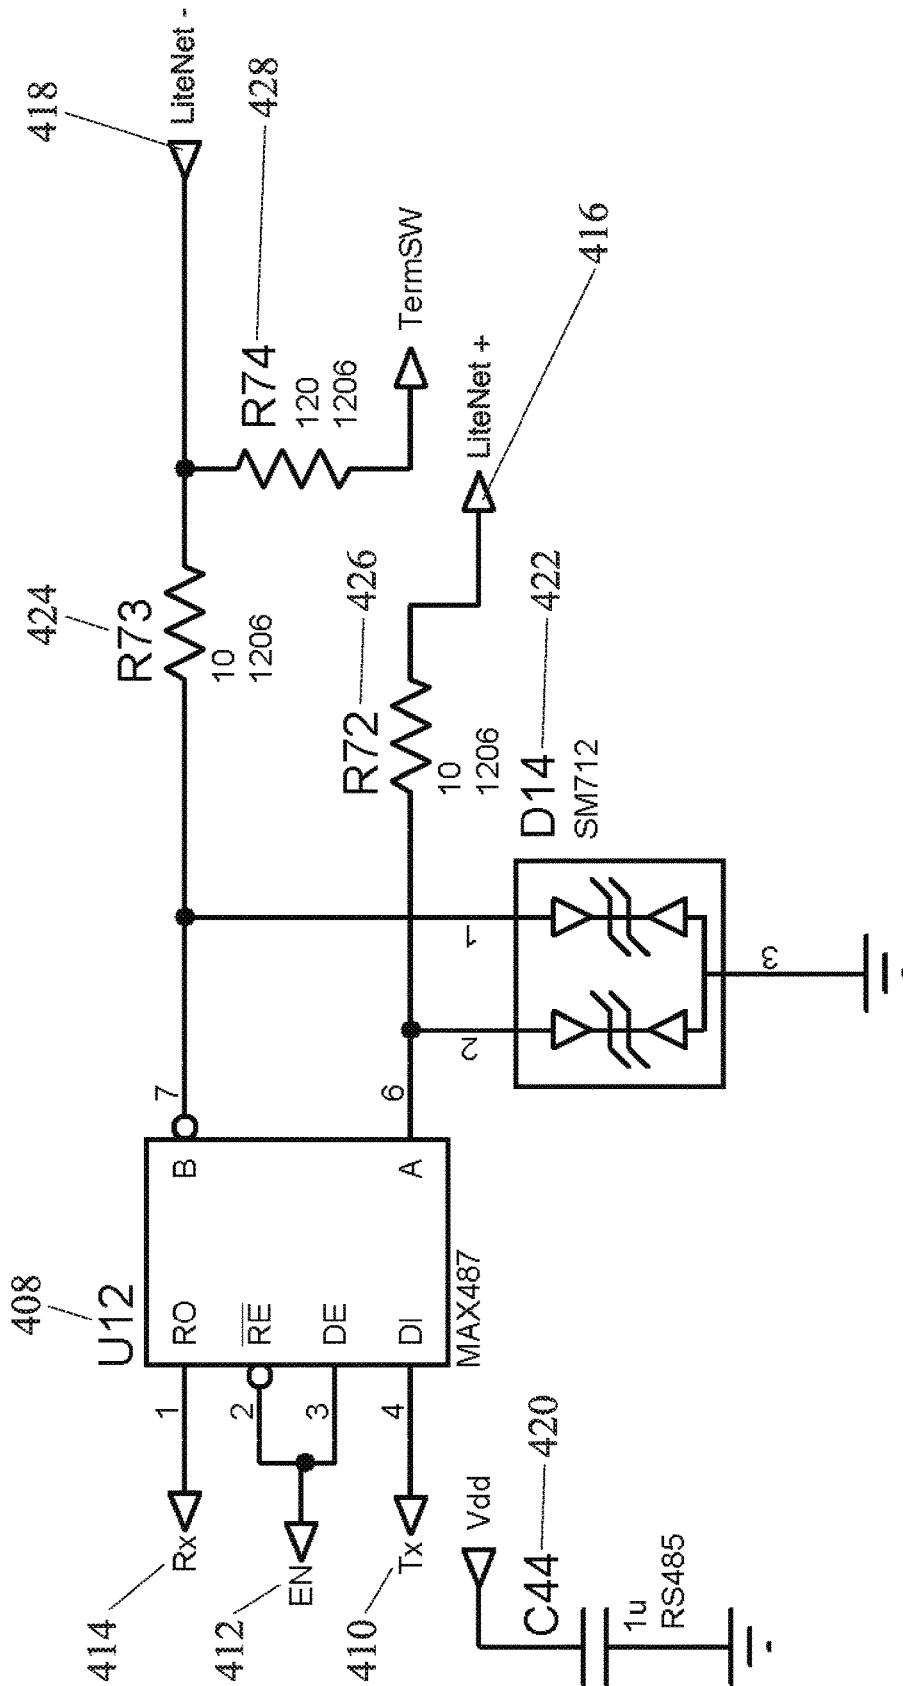 418
LiteNet -
428
424
R73
10
1206
R74
120
1206
TermSW
416
LiteNet +
426
R72
10
1206
422
D14
SM712
1
2
3
408
U12
RO
RE
DE
DI
B
A
7
6
MAX487
1
2
3
4
Rx
EN
Tx
414
412
410
Vdd
420
C44
1u
RS485